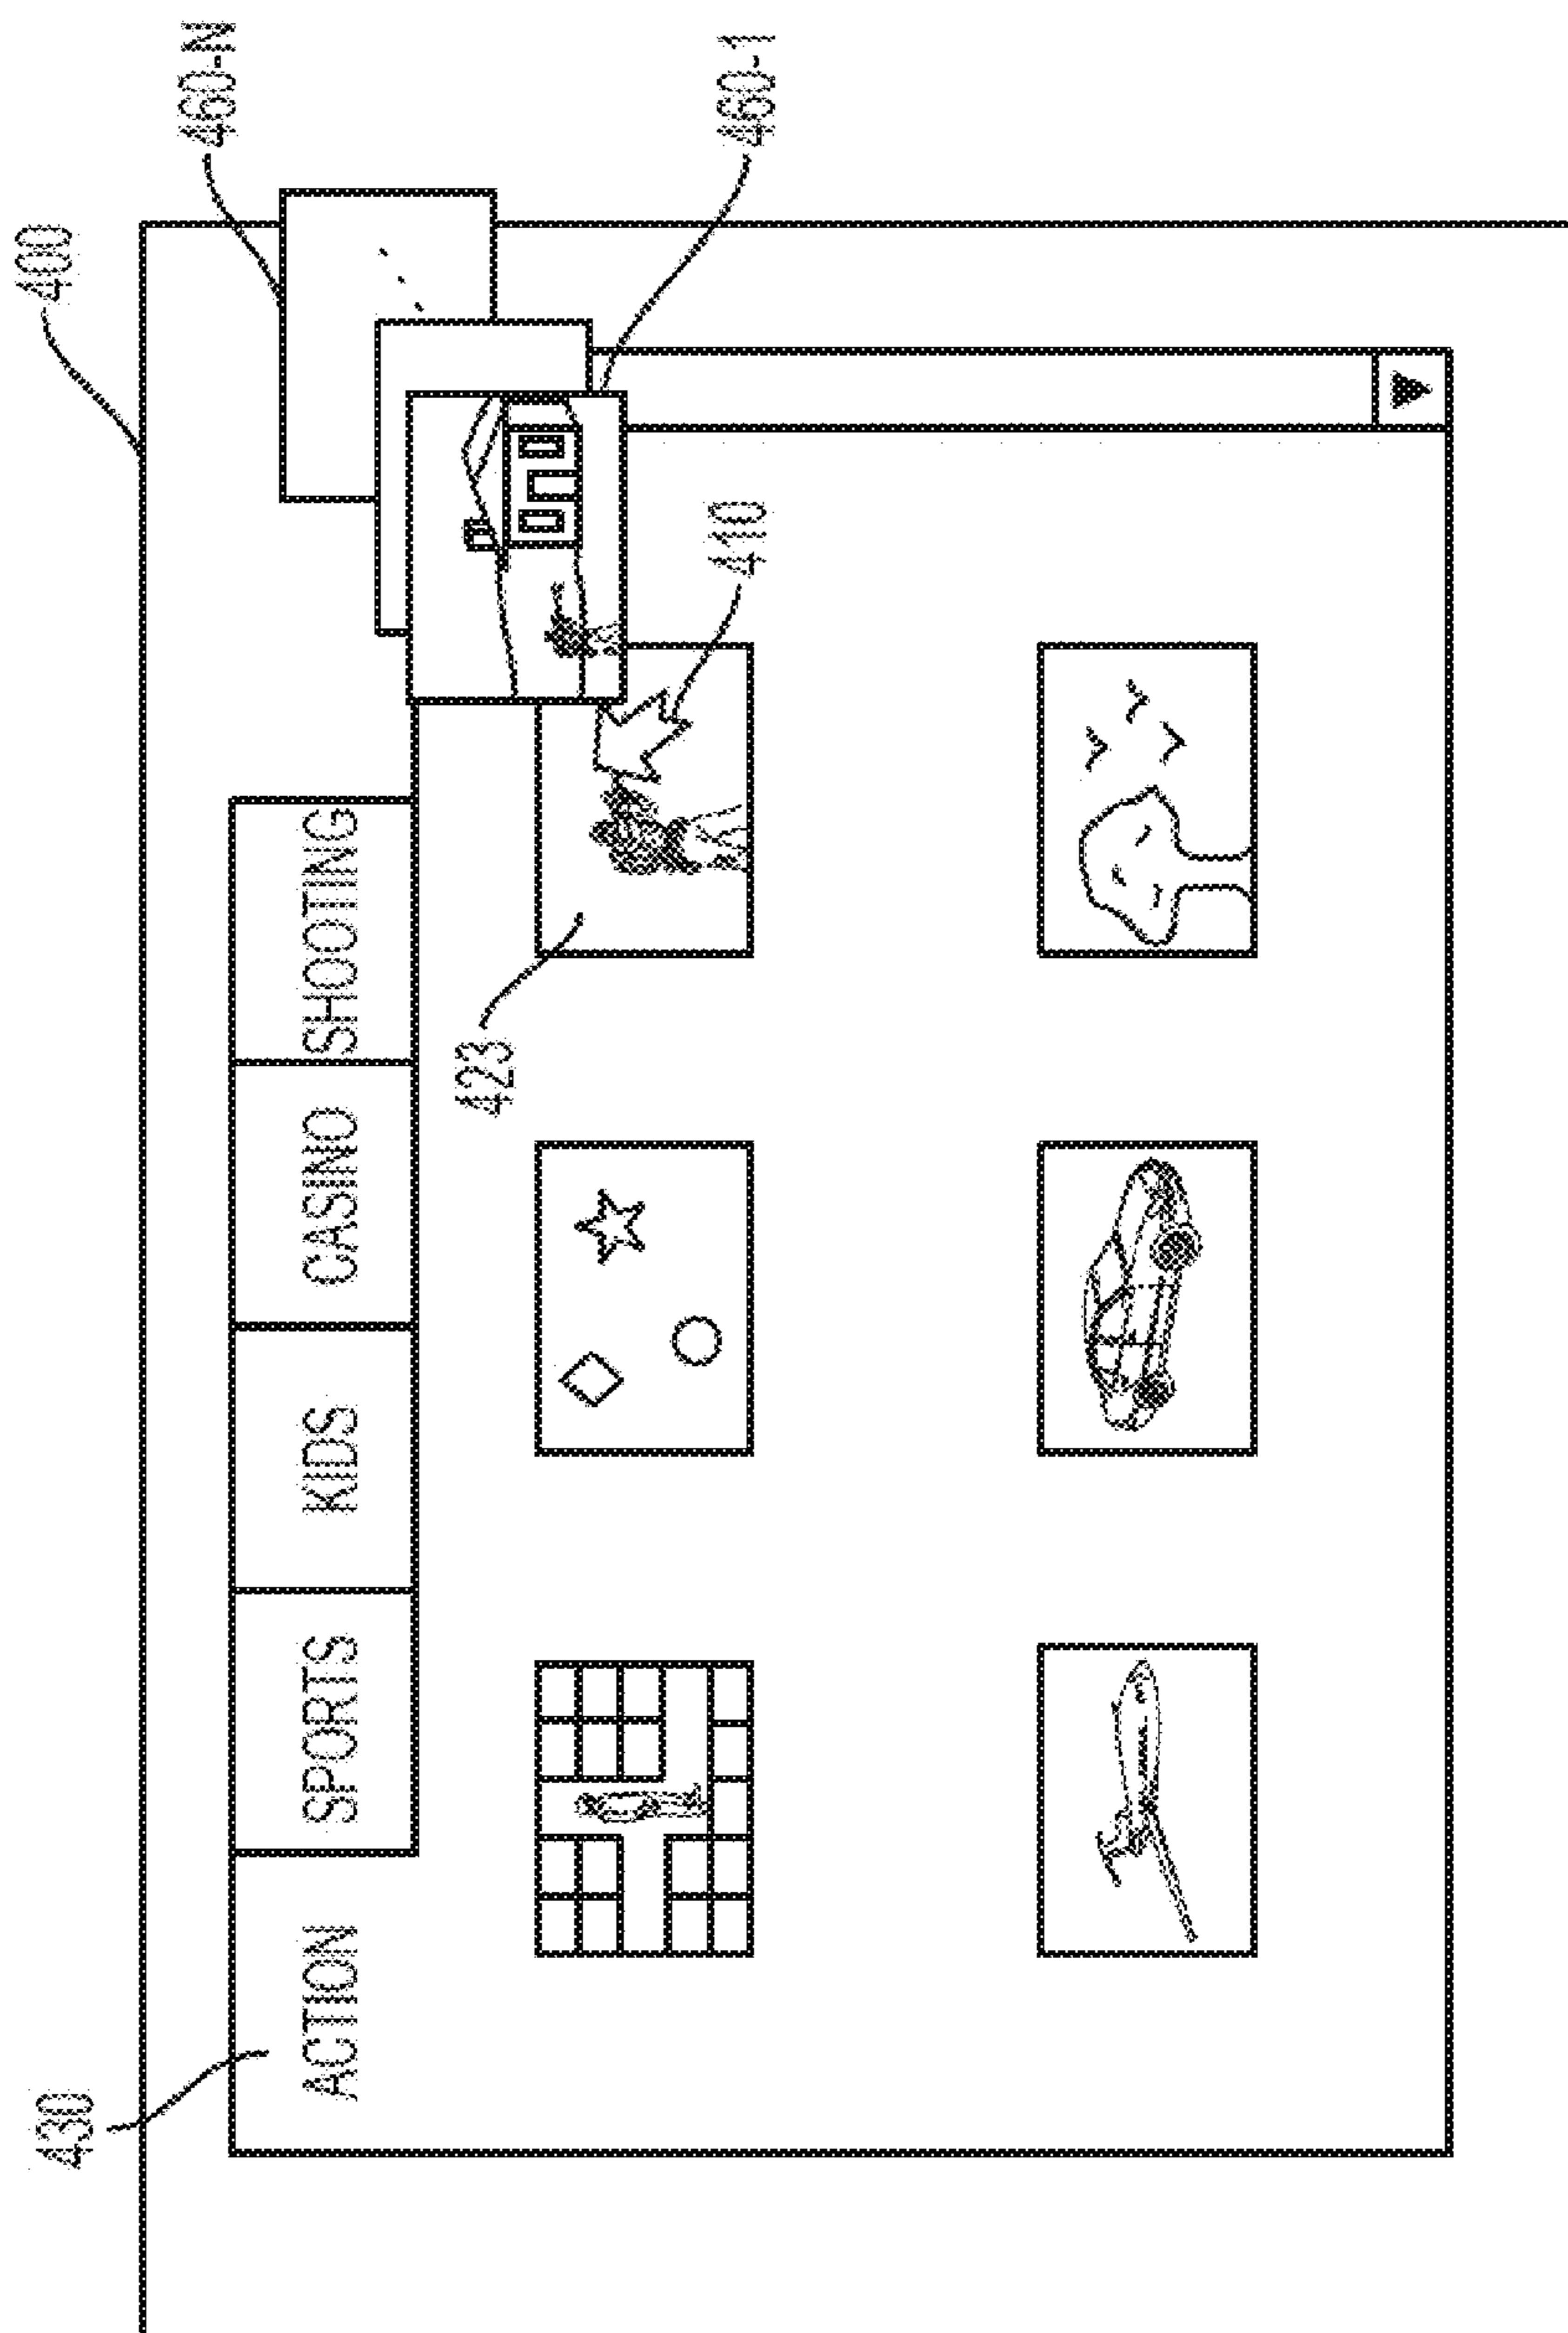 400
460-N
430
ACTION
SPORTS
KIDS
CASINO
SHOOTING
460-1
423
410